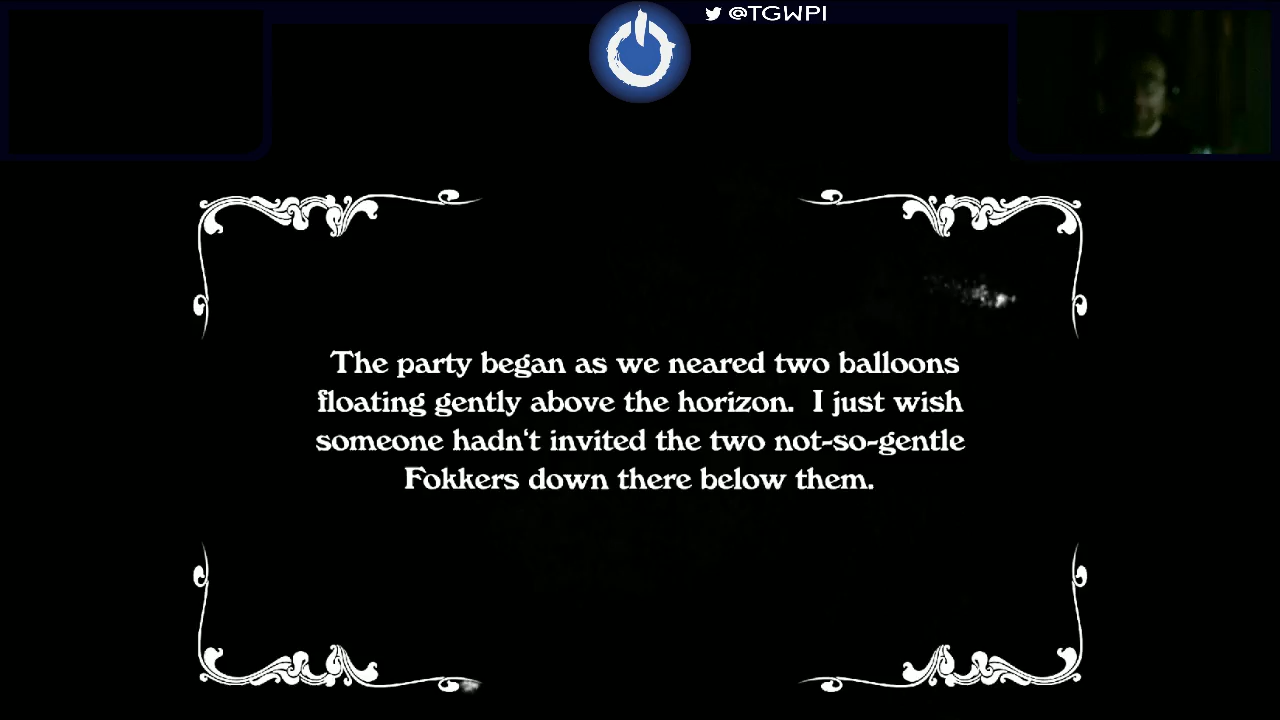 @TGWPI
The party began as we neared two balloons
floating gently above the horizon.  I just wish
someone hadn't invited the two not-so-gentle
Fokkers down there below them.